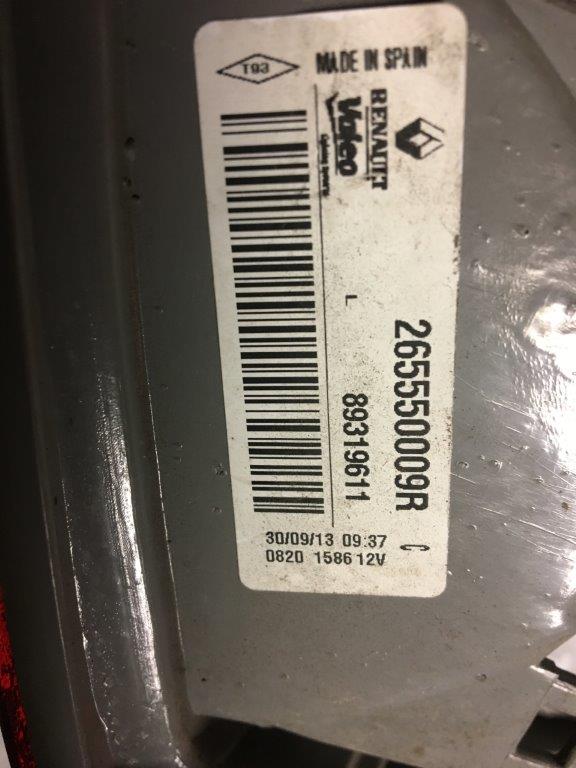 T93
MADE IN SPAIN
RENAULT
Valeo
L
265550009R
89319611
30/09/13 09:37
C
0820 1586 12V